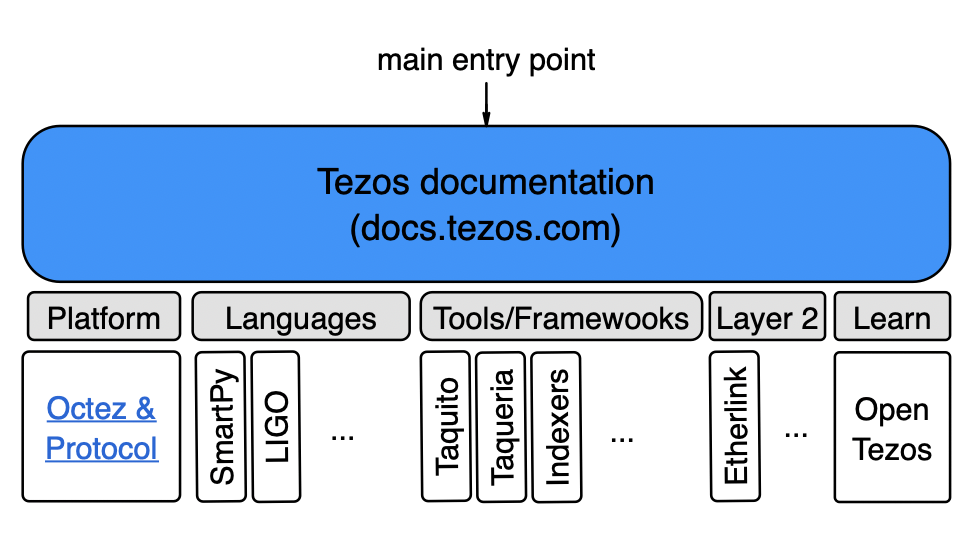 main entry point
Tezos documentation
(docs.tezos.com)
Platform
Languages
Tools/Framewooks
Layer 2
Learn
Octez &
Protocol
SmartPy
LIGO
...
Taquito
Taqueria
Indexers
...
Etherlink
...
Open
Tezos